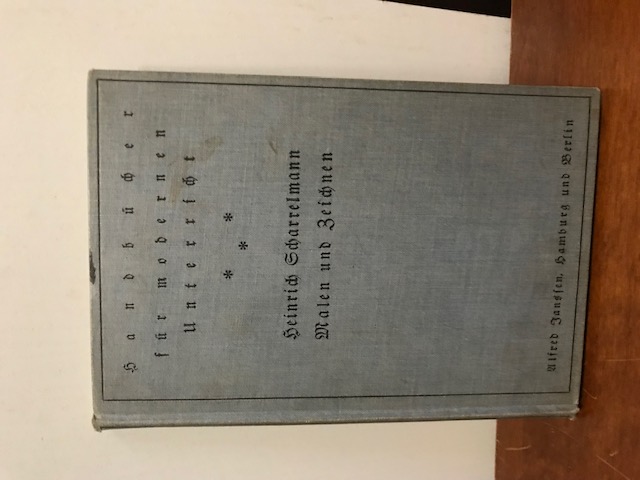 Handbücher
für modernen
Unterricht
* * *
Heinrich Scharrelmann
Malen und Zeichnen
Alfred Janssen, Hamburg und Berlin